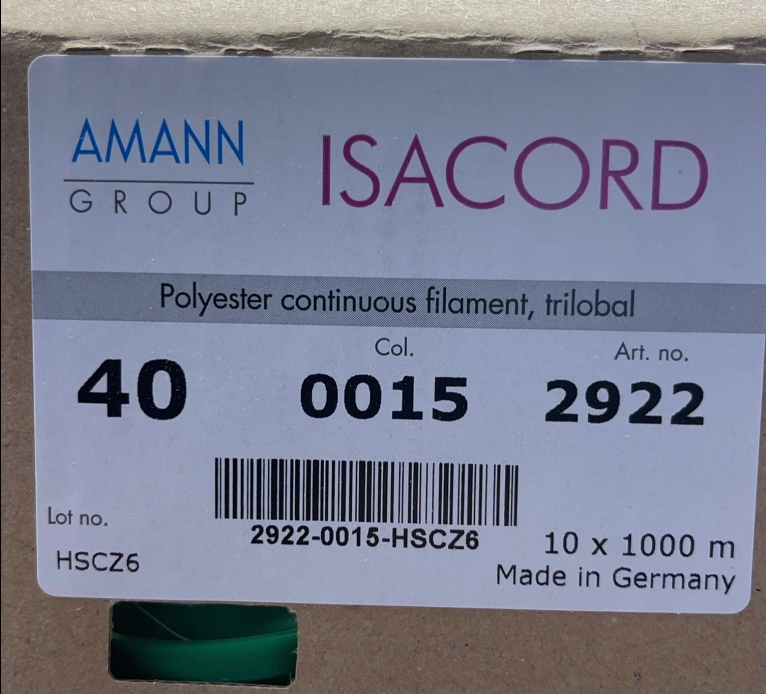 AMANN
GROUP
ISACORD
Polyester continuous filament, trilobal
Col.
Art. no.
40
0015
2922
Lot no.
HSCZ6
2922-0015-HSCZ6
10 x 1000 m
Made in Germany